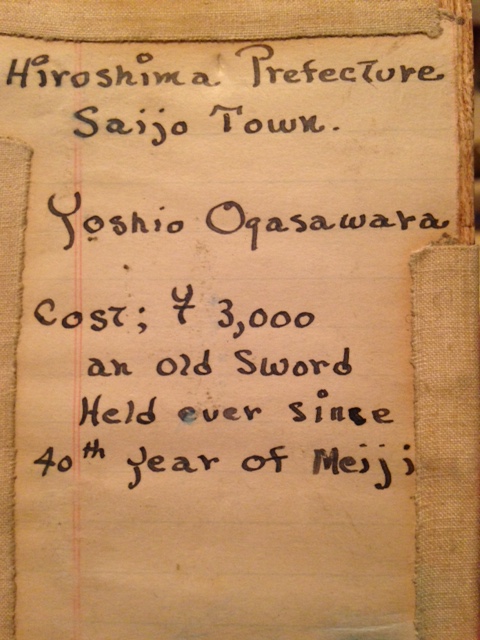 Hiroshima Prefecture
Saijo Town.
Yoshio Ogasawara
Cost; ¥ 3,000
an old Sword
Held ever since
40th year of Meiji